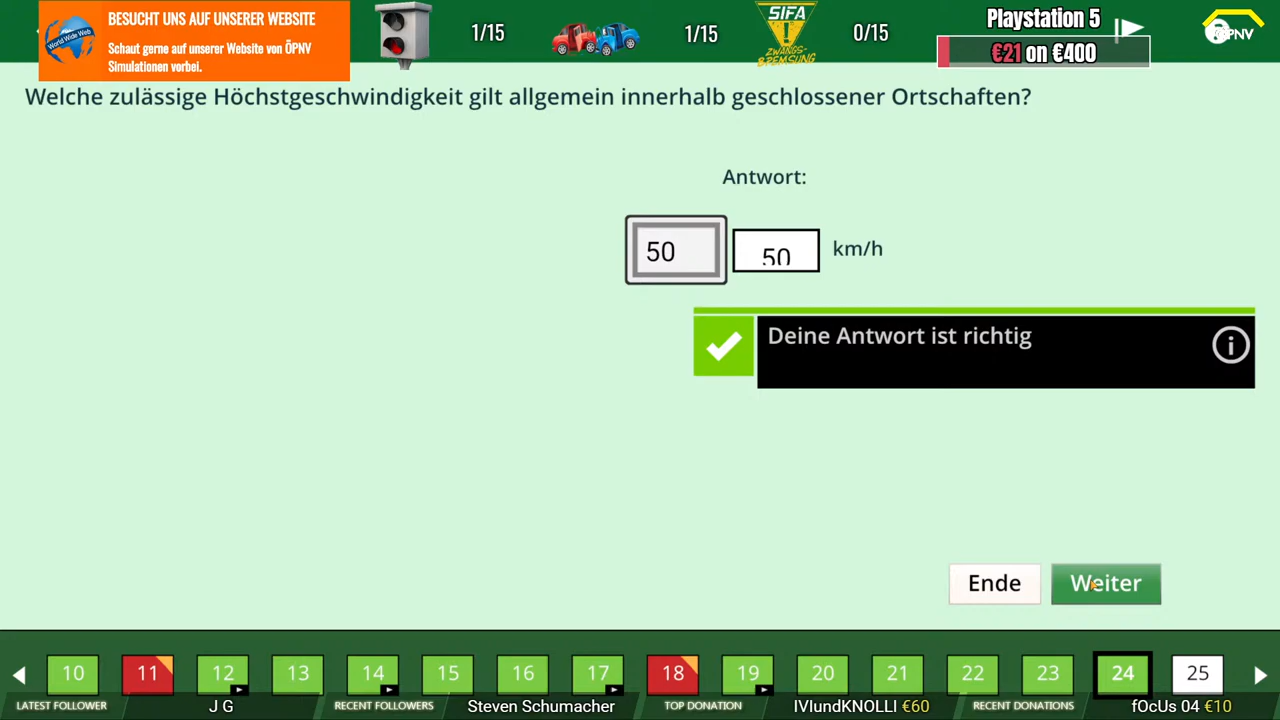 BESUCHT UNS AUF UNSERER WEBSITE
Schaut gerne auf unserer Website von ÖPNV
Simulationen vorbei.
World Wide Web
1/15
1/15
SIFA
ZWANGS-
BREMSUNG
0/15
Playstation 5
€21 on €400
ÖPNV
Welche zulässige Höchstgeschwindigkeit gilt allgemein innerhalb geschlossener Ortschaften?
Antwort:
50
50
km/h
Deine Antwort ist richtig
Ende
Weiter
10
11
12
13
14
15
16
17
18
19
20
21
22
23
24
25
LATEST FOLLOWER
J G
RECENT FOLLOWERS
Steven Schumacher
TOP DONATION
IVIundKNOLLI €60
RECENT DONATIONS
fOcUs 04 €10